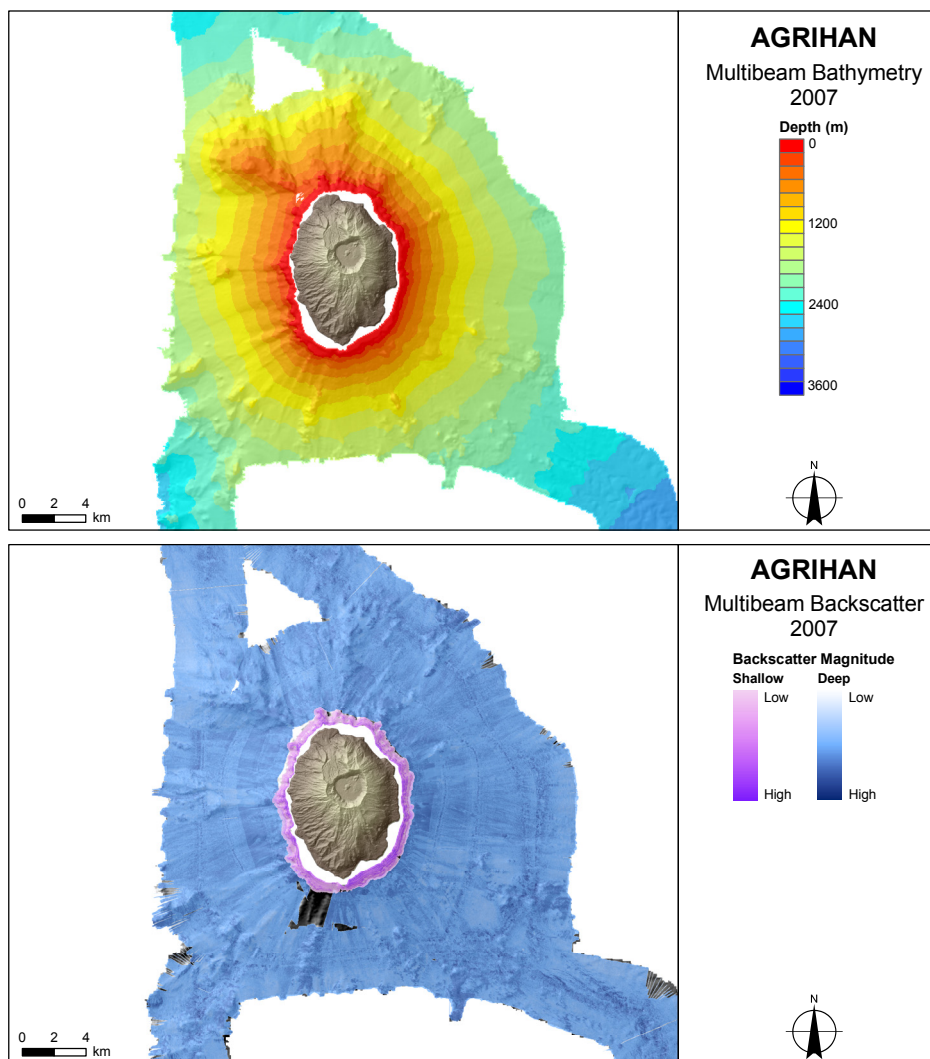 AGRIHAN
Multibeam Bathymetry
2007
Depth (m)
0
1200
2400
3600
N
0 2 4
km
AGRIHAN
Multibeam Backscatter
2007
Backscatter Magnitude
Shallow Deep
Low Low
High High
N
0 2 4
km